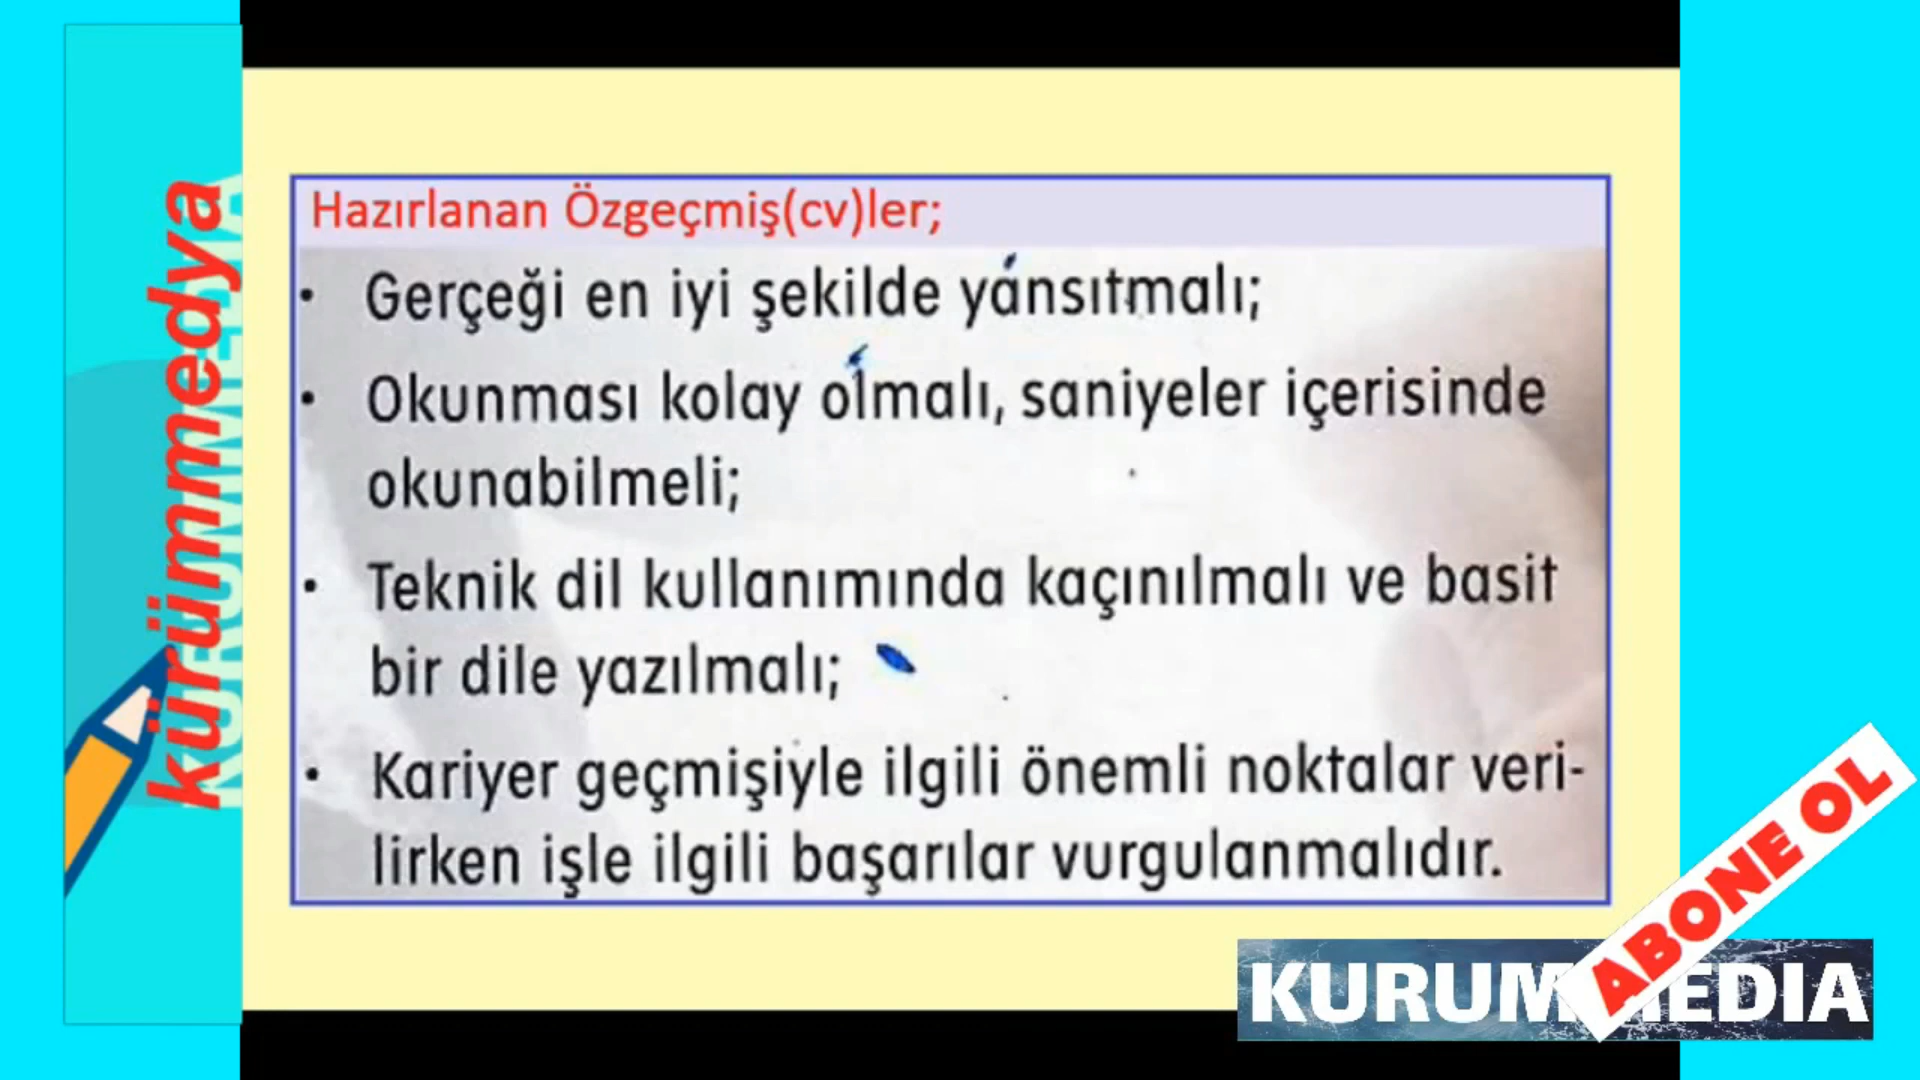 Hazırlanan Özgeçmiş(cv)ler;
• Gerçeği en iyi şekilde yansıtmalı;
• Okunması kolay olmalı, saniyeler içerisinde
okunabilmeli;
• Teknik dil kullanımında kaçınılmalı ve basit
bir dile yazılmalı;
• Kariyer geçmişiyle ilgili önemli noktalar veri-
lirken işle ilgili başarılar vurgulanmalıdır.
kürümmedya
ABONE OL
KURUM EDIA